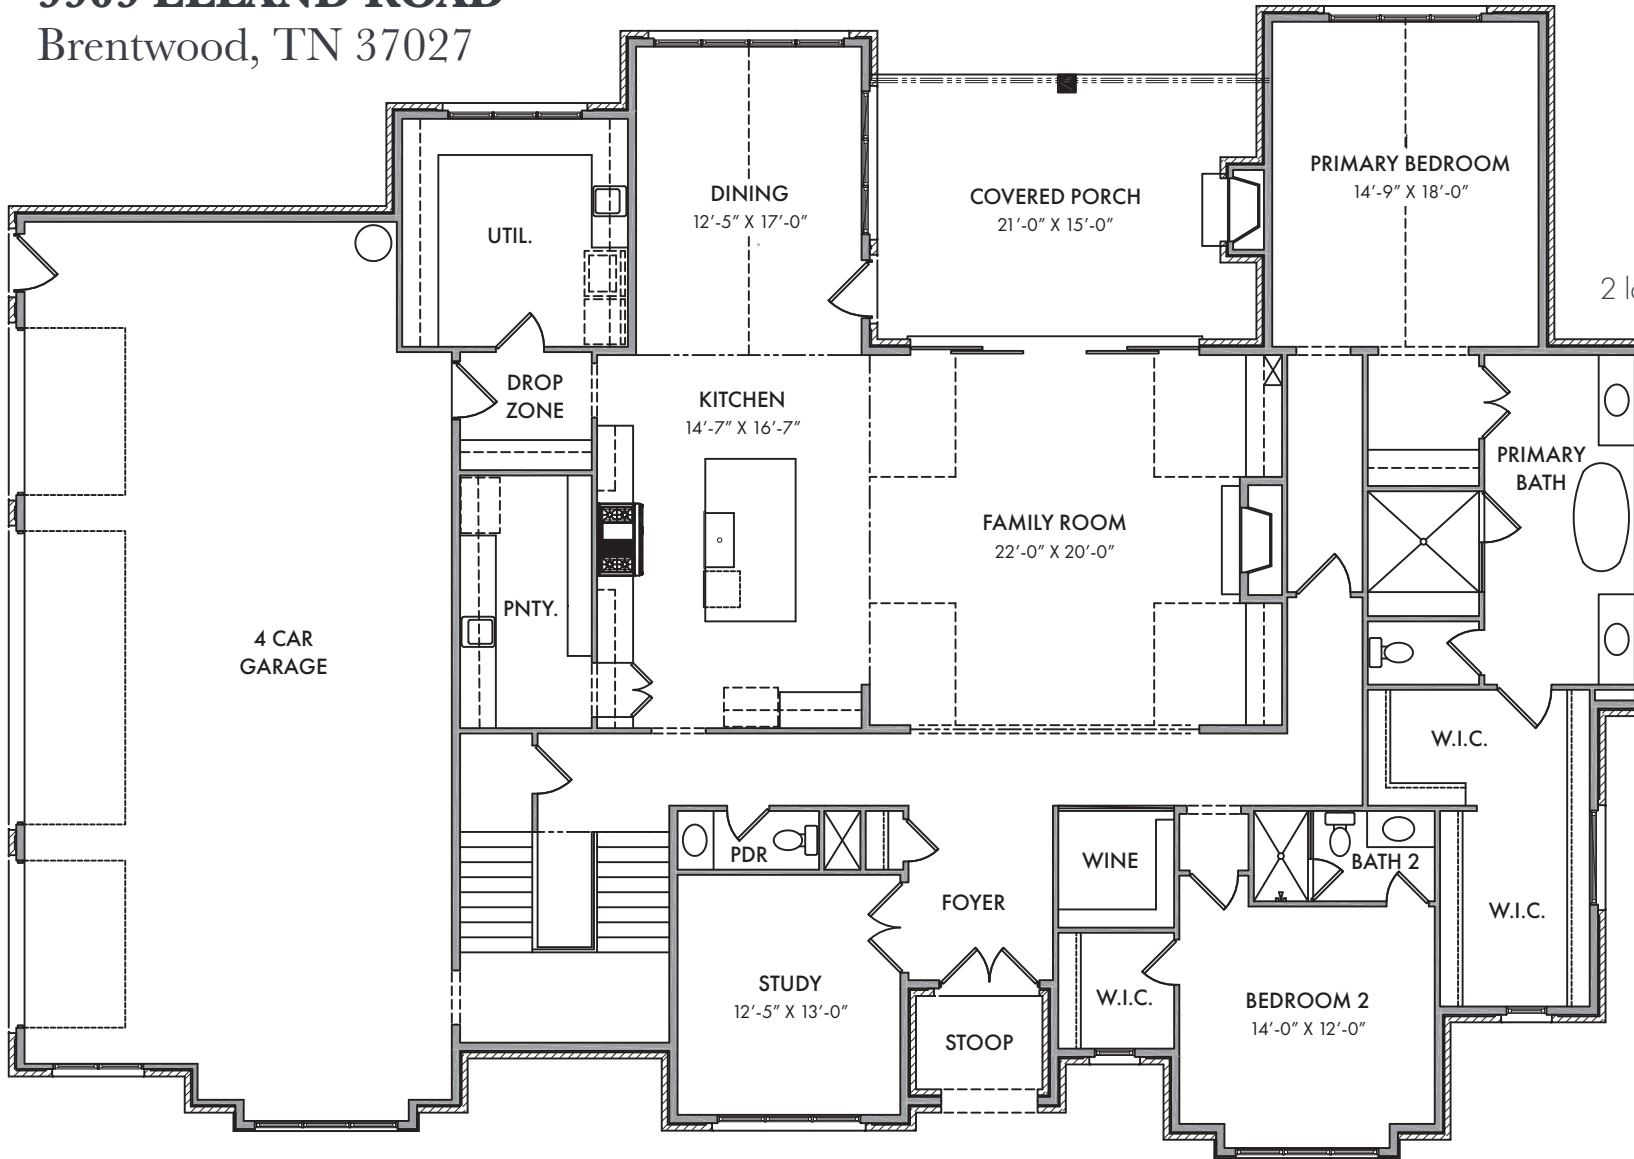 Brentwood, TN 37027
UTIL.
DINING
12'-5" X 17'-0"
COVERED PORCH
21'-0" X 15'-0"
PRIMARY BEDROOM
14'-9" X 18'-0"
2
DROP
ZONE
KITCHEN
14'-7" X 16'-7"
PRIMARY
BATH
FAMILY ROOM
22'-0" X 20'-0"
PNTY.
4 CAR
GARAGE
W.I.C.
PDR
WINE
BATH 2
FOYER
W.I.C.
STUDY
12'-5" X 13'-0"
W.I.C.
BEDROOM 2
14'-0" X 12'-0"
STOOP